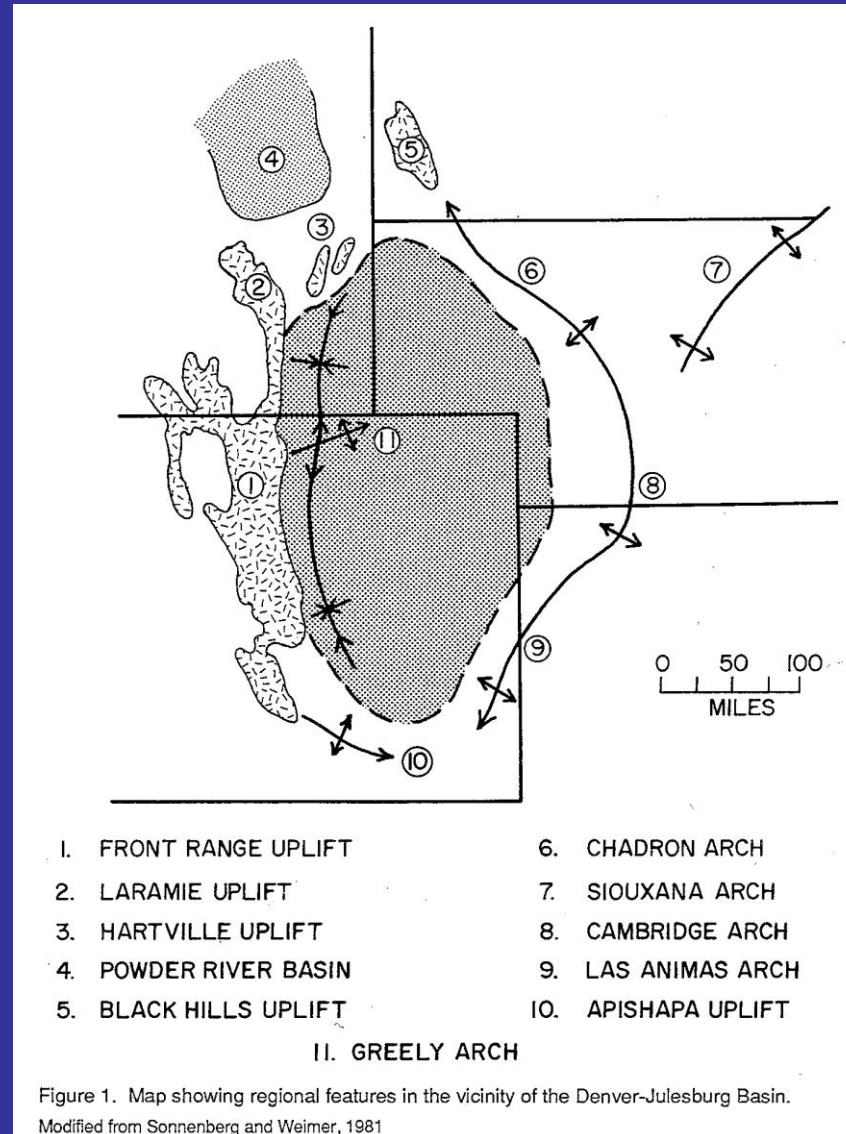 4
5
3
6
7
2
11
1
8
9
10
0 50 100
MILES
1. FRONT RANGE UPLIFT
2. LARAMIE UPLIFT
3. HARTVILLE UPLIFT
4. POWDER RIVER BASIN
5. BLACK HILLS UPLIFT
6. CHADRON ARCH
7. SIOUXANA ARCH
8. CAMBRIDGE ARCH
9. LAS ANIMAS ARCH
10. APISHAPA UPLIFT
11. GREELY ARCH
Figure 1. Map showing regional features in the vicinity of the Denver-Julesburg Basin.
Modified from Sonnenberg and Weimer, 1981